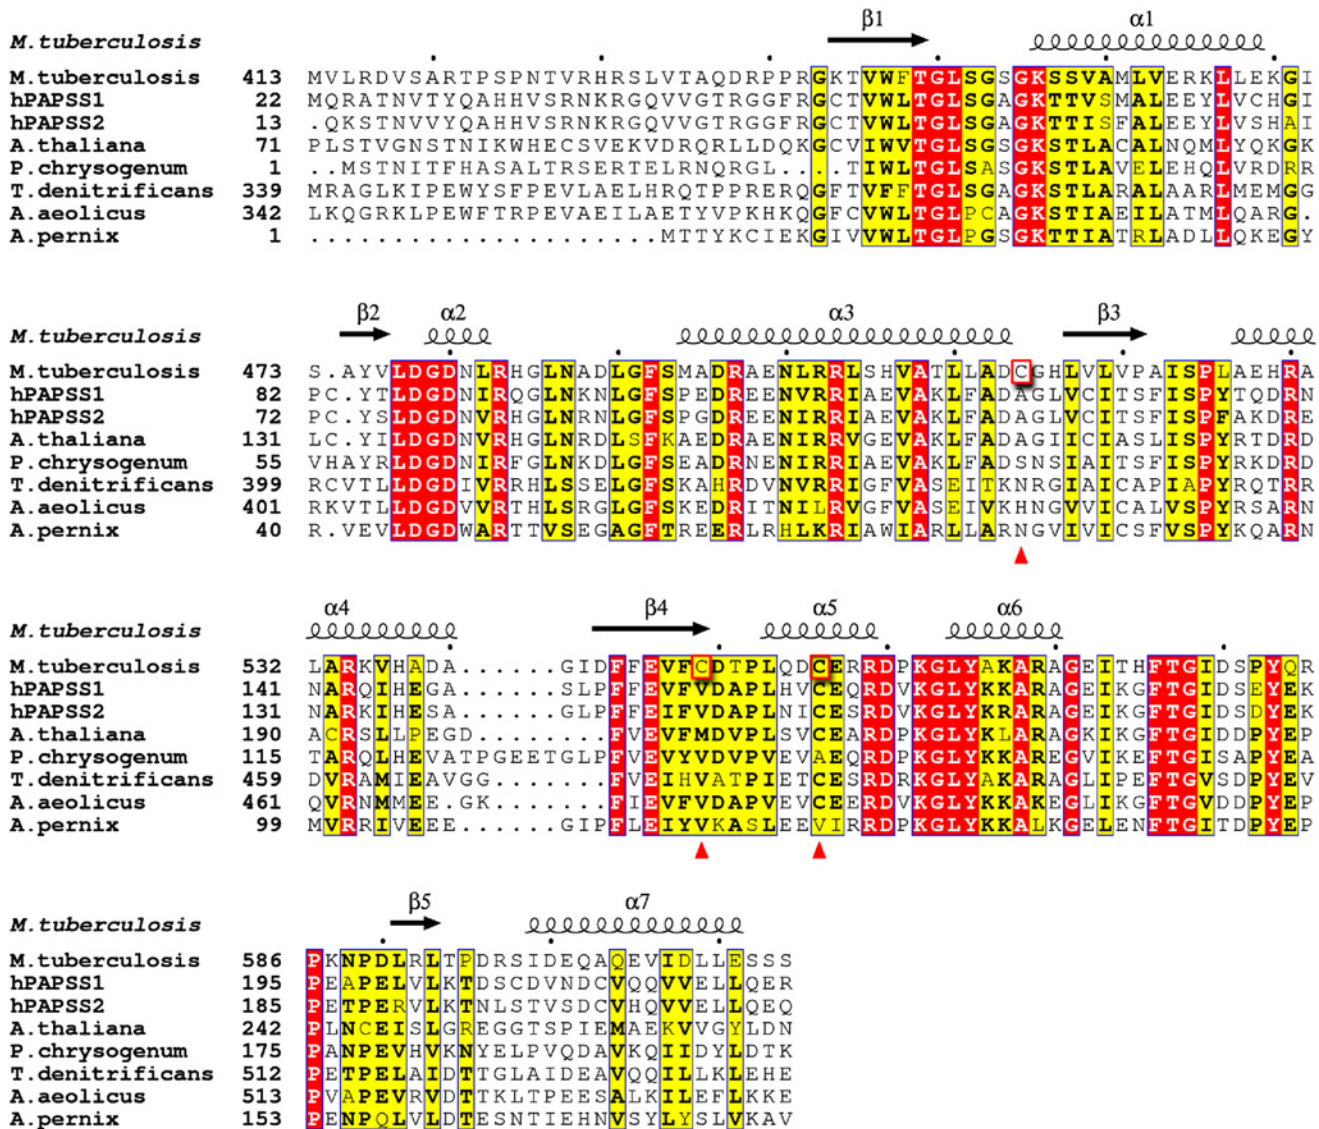 β1 α1
M.tuberculosis
M.tuberculosis 413 MVLRDVSARTPSPNTVRHRSLVTAQDRPPRGKTVWFTGLSGSGKSSVAMLVERKLLEKGI
hPAPSS1 22 MQRATNVTYQAHHVSRNKRGQVVGTRGGFRGCTVWLTGLSGAGKTTVSMALEEYLVCHGI
hPAPSS2 13 .QKSTNVVYQAHHVSRNKRGQVVGTRGGFRGCTVWLTGLSGAGKTTISFALEEYLVSHAI
A.thaliana 71 PLSTVGNSTNIKWHECSVEKVDRQRLLDQKGCVIWVTGLSGSGKSTLACALNQMLYQKGK
P.chrysogenum 1 ..MSTNITFHASALTRSERTELRNQRGL...TIWLTGLSASGKSTLAVELEHQLVRDRR
T.denitrificans 339 MRAGLKIPEWYSFPEVLAELHRQTPPRERQGFTVFFTGLSGSGKSTLARALAARLMEMGG
A.aeolicus 342 LKQGRKLPEWFTRPEVAEILAETYVPKHKQGFCVWLTGLPCAGKSTIAEILATMLQARG.
A.pernix 1 .....................MTTYKCIEKGIVVWLTGLPGSGKTTIATRLADLLQKEGY
β2 α2 α3 β3
M.tuberculosis
M.tuberculosis 473 S.AYVLDGDNLRHGLNADLGFSMADRAENLRRLSHVATLLADCGHLVLVPAISPLAEHRA
hPAPSS1 82 PC.YTLDGDNIRQGLNKNLGFSPEDREENVRRIAEVAKLFADAGLVCITSFISPYTQDRN
hPAPSS2 72 PC.YSLDGDNVRHGLNRNLGFSPGDREENIRRIAEVAKLFADAGLVCITSFISPFAKDRE
A.thaliana 131 LC.YILDGDNVRHGLNRDLSFKAEDRAENIRRVGEVAKLFADAGIICIASLISPYRTDRD
P.chrysogenum 55 VHAYRLDGDNIRFGLNKDLGFSEADRNENIRRIAEVAKLFADSNSIAITSFISPYRKDRD
T.denitrificans 399 RCVTLLDGDIVRRHLSSELGFSKAHRDVNVRRIGFVASEITKNRGIAICAPIAPYRQTRR
A.aeolicus 401 RKVTLLDGDVVRTHLSRGLGFSKEDRITNILRVGFVASEIVKHNGVVICALVSPYRSARN
A.pernix 40 R.VEVLDGDWARTTVSEGAGFTREERLRHLKRIAWIARLLARNGVIVICSFVSPYKQARN
α4 β4 α5 α6
M.tuberculosis
M.tuberculosis 532 LARKVHADA.......GIDFFEVFCDTPLQDCERRDPKGLYAKARAGEITHFTGIDSPYQR
hPAPSS1 141 NARQIHEGA.......SLPFFEVFVDAPLHVCEQRDVKGLYKKARAGEIKGFTGIDSEYEK
hPAPSS2 131 NARKIHESA.......GLPFFEIFVDAPLNICESRDVKGLYKRARAGEIKGFTGIDSDYEK
A.thaliana 190 ACRSLLPEGD........FVEVFMDVPLSVCEARDPKGLYKLARAGKIKGFTGIDDPYEP
P.chrysogenum 115 TARQLHEVATPGEETGLPFVEVYVDVPVEVAEQRDPKGLYKKAREGVIKEFTGISAPYEA
T.denitrificans 459 DVRAMIEAVGG.......FVEIHVATPIETCESRDRKGLYAKARAGLIPEFTGVSDPYEV
A.aeolicus 461 QVRNMMEE.GK.......FIEVFVDAPVEVCEERDVKGLYKKAKEGLIKGFTGVDDPYEP
A.pernix 99 MVRRIVEEE.......GIPFLEIYVKASLEEVIRRDPKGLYKKALKGELENFTGITDPYEP
β5 α7
M.tuberculosis
M.tuberculosis 586 PKNPDLRLTPDRSIDEQAQEVIDLLESSS
hPAPSS1 195 PEAPELVLKTDSCDVNDCVQQVVELLQER
hPAPSS2 185 PETPERVLKTNLSTVSDCVHQVVELLQEQ
A.thaliana 242 PLNCEISLGREGGTSPIEMAEKVVGYLDN
P.chrysogenum 175 PANPEVHVKNYELPVQDAVKQIIDYLDTK
T.denitrificans 512 PETPELAIDTTGLAIDEAVQQILLKLEHE
A.aeolicus 513 PVAPEVRVDTTKLTPEESALKILEFLKKE
A.pernix 153 PENPQLVLDTESNTIEHNVSYLYSLVKAV